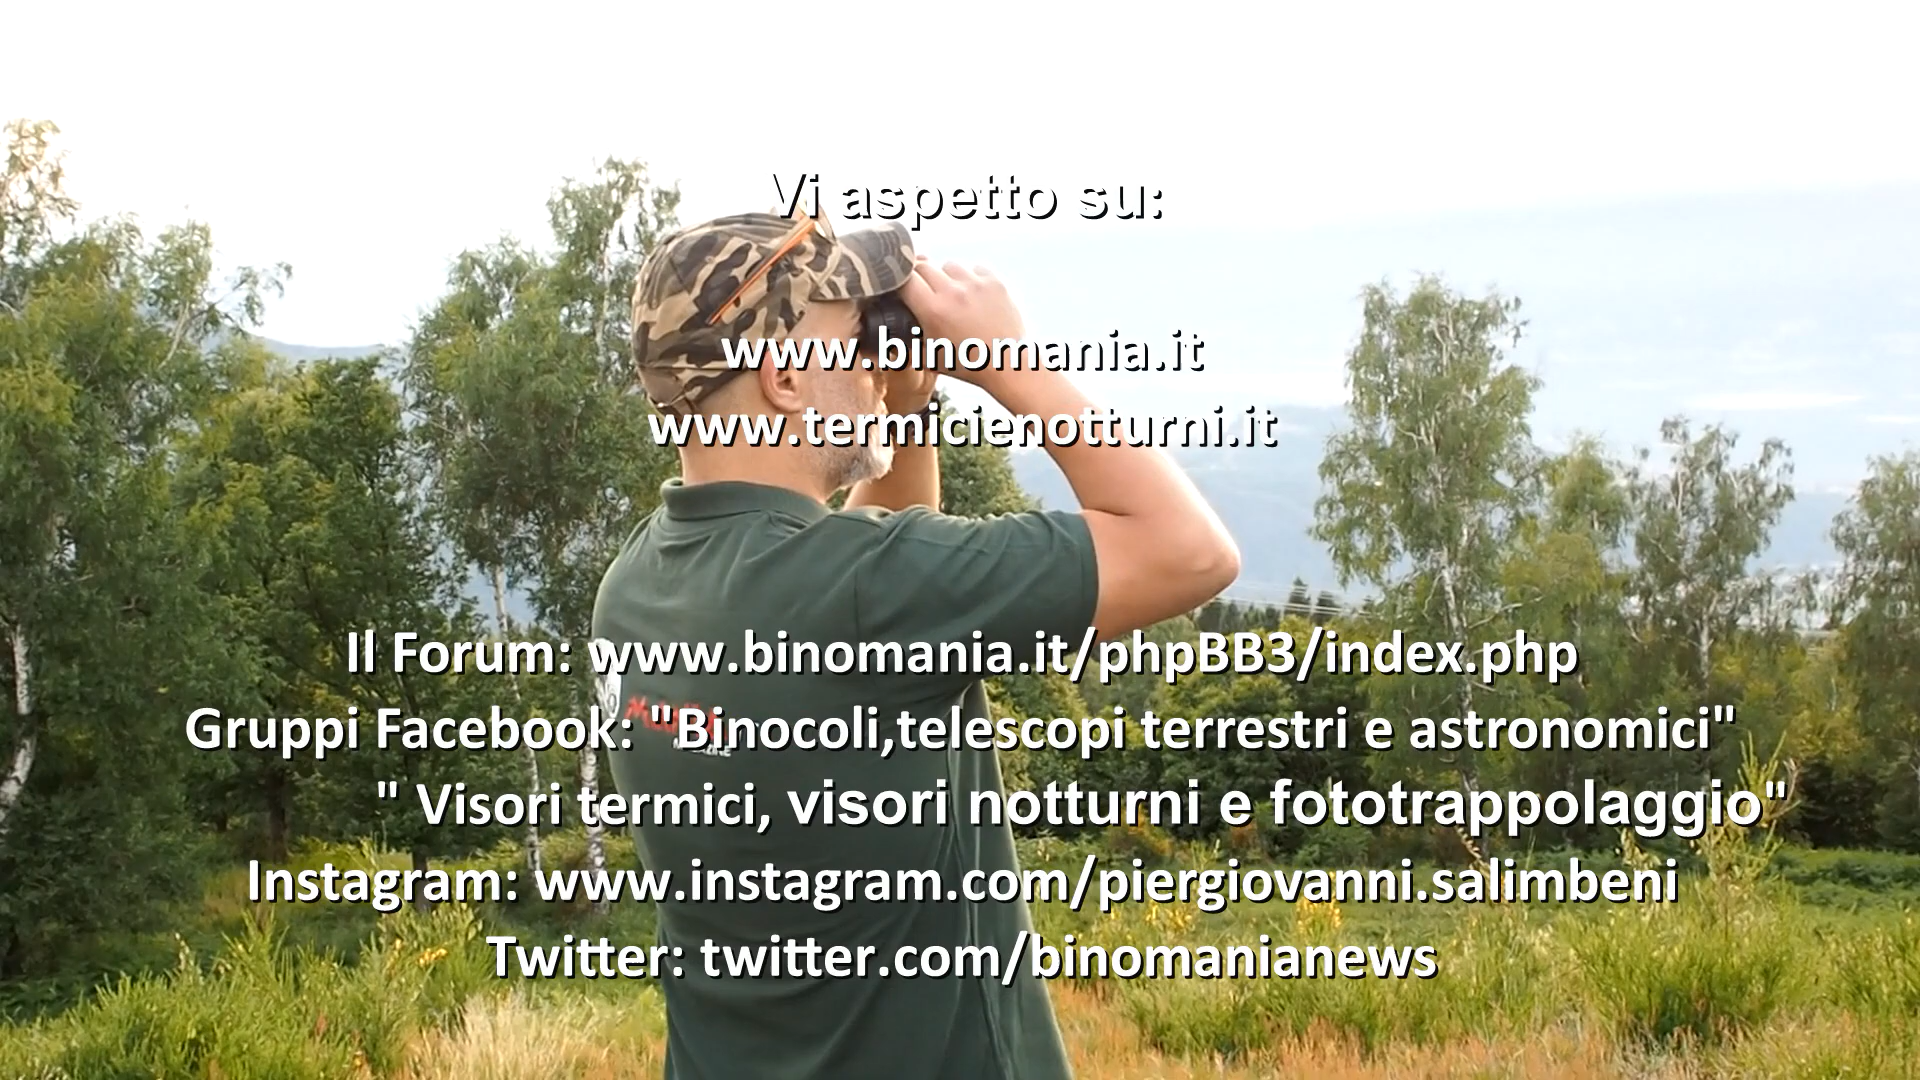 Vi aspetto su:
www.binomania.it
www.termicienotturni.it
Il Forum: www.binomania.it/phpBB3/index.php
Gruppi Facebook: "Binocoli,telescopi terrestri e astronomici"
" Visori termici, visori notturni e fototrappolaggio"
Instagram: www.instagram.com/piergiovanni.salimbeni
Twitter: twitter.com/binomanianews